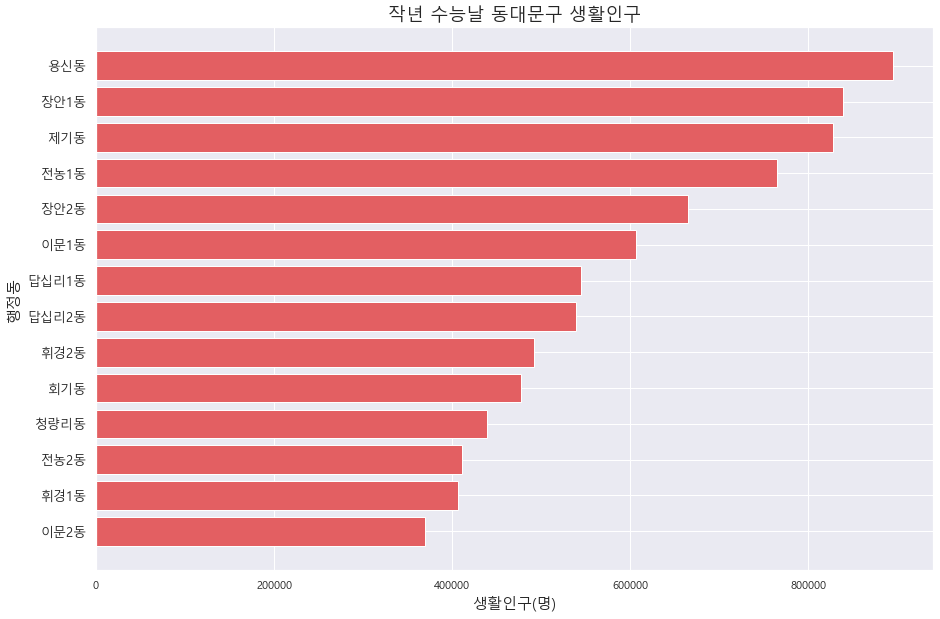 작년 수능날 동대문구 생활인구
행정동
용신동
장안1동
제기동
전농1동
장안2동
이문1동
답십리1동
답십리2동
휘경2동
회기동
청량리동
전농2동
휘경1동
이문2동
0 200000 400000 600000 800000
생활인구(명)